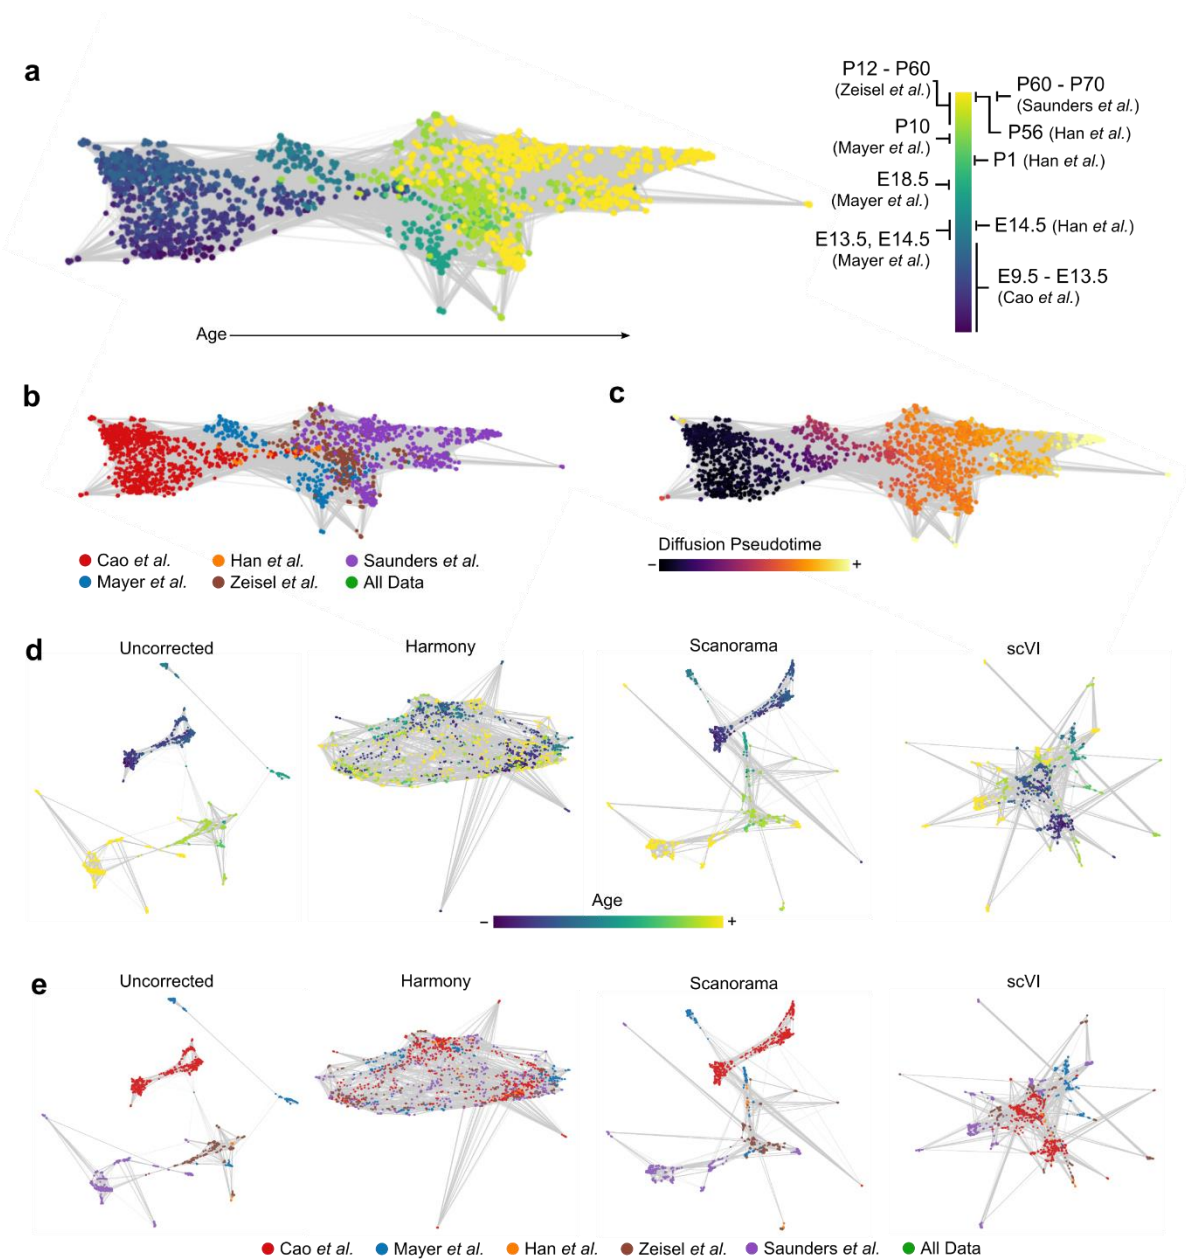 a
P12 - P60
(Zeisel et al.)
P10
(Mayer et al.)
E18.5
(Mayer et al.)
E13.5, E14.5
(Mayer et al.)
P60 - P70
(Saunders et al.)
P56 (Han et al.)
P1 (Han et al.)
E14.5 (Han et al.)
E9.5 - E13.5
(Cao et al.)
Age
b
Cao et al. Han et al. Saunders et al.
Mayer et al. Zeisel et al. All Data
c
Diffusion Pseudotime
− +
d
Uncorrected Harmony Scanorama scVI
Age
− +
e
Uncorrected Harmony Scanorama scVI
Cao et al. Mayer et al. Han et al. Zeisel et al. Saunders et al. All Data